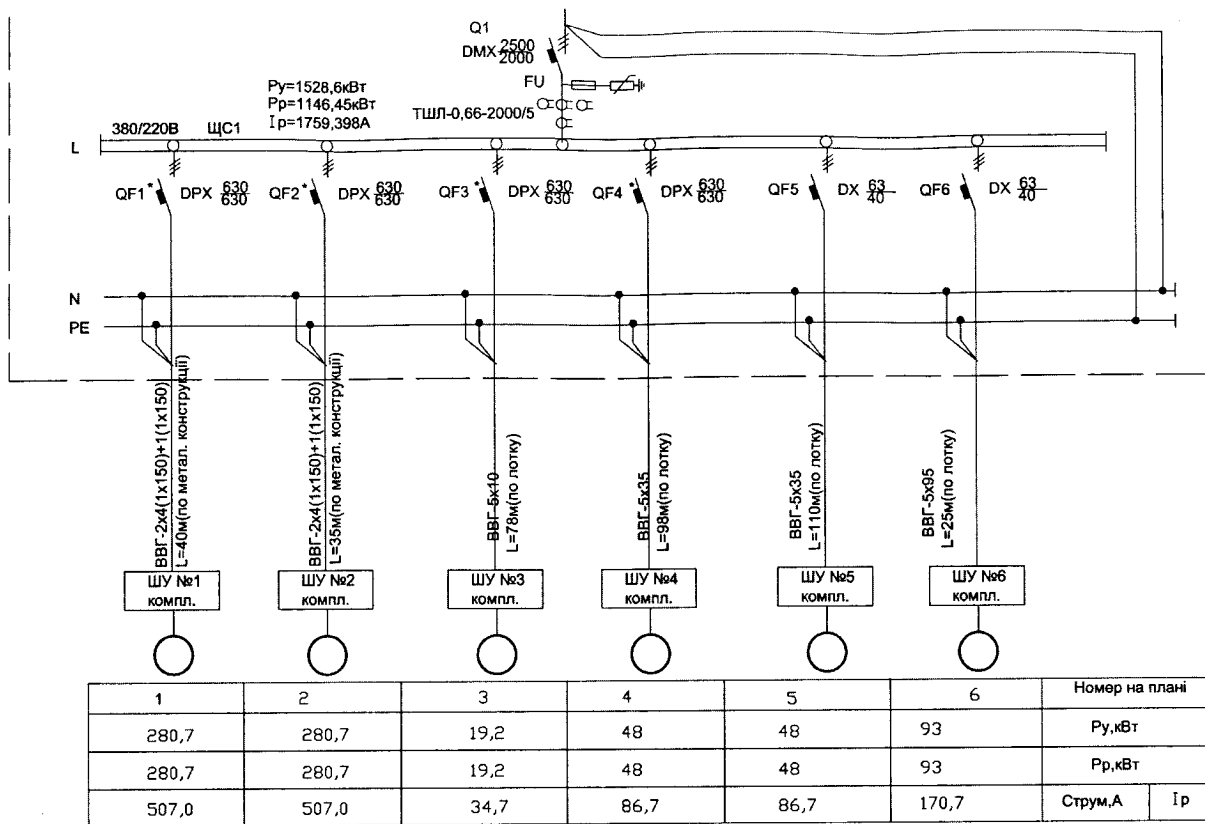 Q1
DMX 2500
2000
FU
Pу=1528,6кВт
Рр=1146,45кВт
Iр=1759,398А
ТШЛ-0,66-2000/5
380/220В ЩС1
L
QF1 * DPX 630
630
QF2 * DPX 630
630
QF3 * DPX 630
630
QF4 * DPX 630
630
QF5 DX 63
40
QF6 DX 63
40
N
PE
ВВГ-2х4(1х150)+1(1х150)
L=40м(по метал. конструкції)
ВВГ-2х4(1х150)+1(1х150)
L=35м(по метал. конструкції)
ВВГ-5х10
L=78м(по лотку)
ВВГ-5х35
L=98м(по лотку)
ВВГ-5х35
L=110м(по лотку)
ВВГ-5х95
L=25м(по лотку)
ШУ №1
компл.
ШУ №2
компл.
ШУ №3
компл.
ШУ №4
компл.
ШУ №5
компл.
ШУ №6
компл.
1 2 3 4 5 6 Номер на плані
280,7 280,7 19,2 48 48 93 Ру,кВт
280,7 280,7 19,2 48 48 93 Рр,кВт
507,0 507,0 34,7 86,7 86,7 170,7 Струм,А Iр